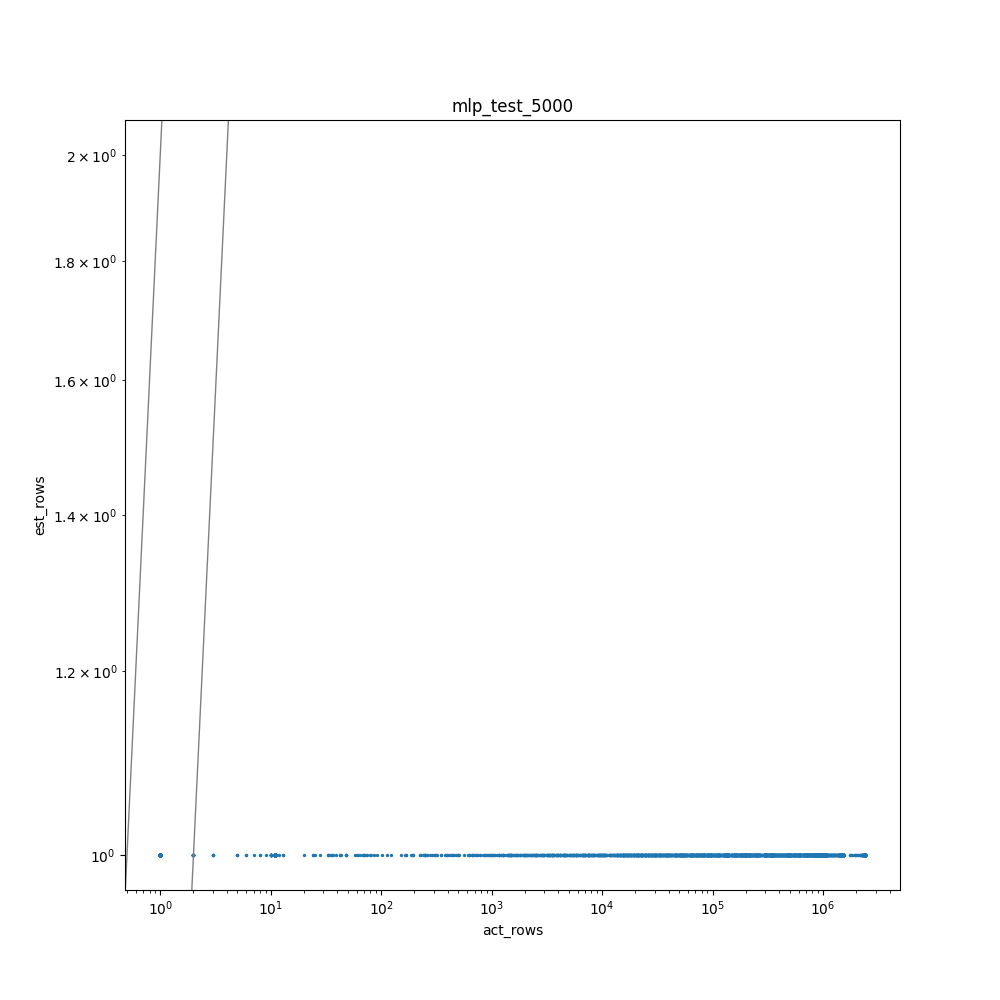 mlp_test_5000
2 × 10⁰
1.8 × 10⁰
1.6 × 10⁰
1.4 × 10⁰
1.2 × 10⁰
10⁰
est_rows
10⁰ 10¹ 10² 10³ 10⁴ 10⁵ 10⁶
act_rows